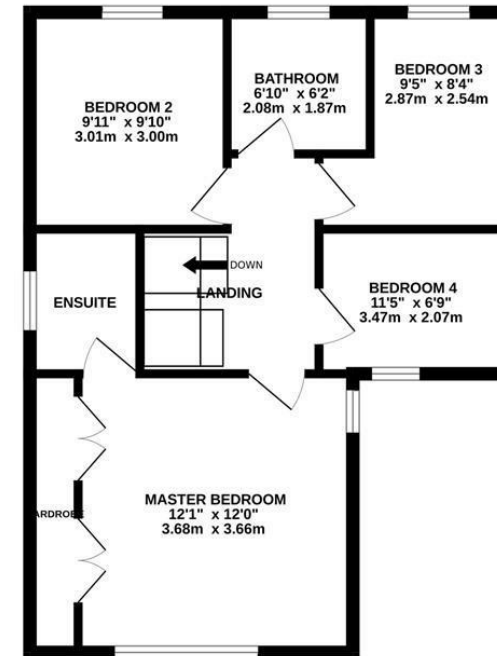 BEDROOM 2
9'11" x 9'10"
3.01m x 3.00m
BATHROOM
6'10" x 6'2"
2.08m x 1.87m
BEDROOM 3
9'5" x 8'4"
2.87m x 2.54m
ENSUITE
DOWN
LANDING
BEDROOM 4
11'5" x 6'9"
3.47m x 2.07m
ARDROBE
MASTER BEDROOM
12'1" x 12'0"
3.68m x 3.66m